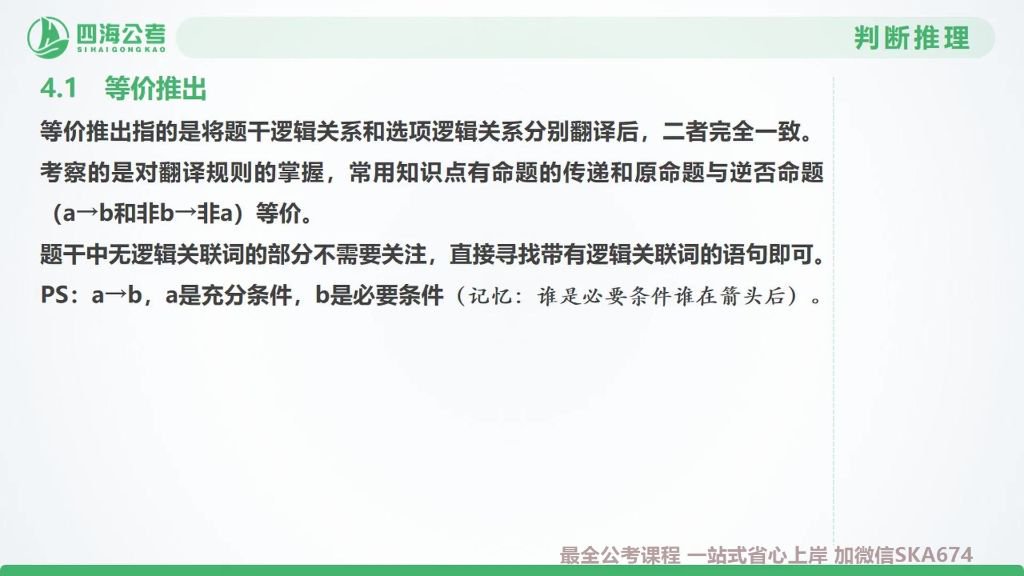 四海公考
SIHAIGONGKAO
判断推理
4.1 等价推出
等价推出指的是将题干逻辑关系和选项逻辑关系分别翻译后，二者完全一致。
考察的是对翻译规则的掌握，常用知识点有命题的传递和原命题与逆否命题
（a→b和非b→非a）等价。
题干中无逻辑关联词的部分不需要关注，直接寻找带有逻辑关联词的语句即可。
PS：a→b，a是充分条件，b是必要条件（记忆：谁是必要条件谁在箭头后）。
最全公考课程 一站式省心上岸 加微信SKA674